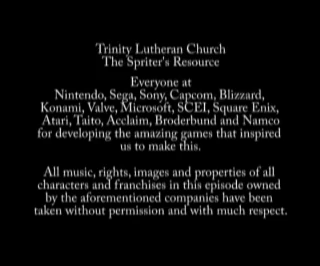 Trinity Lutheran Church
The Spriter's Resource
Everyone at
Nintendo, Sega, Sony, Capcom, Blizzard,
Konami, Valve, Microsoft, SCEI, Square Enix,
Atari, Taito, Acclaim, Broderbund and Namco
for developing the amazing games that inspired
us to make this.
All music, rights, images and properties of all
characters and franchises in this episode owned
by the aforementioned companies have been
taken without permission and with much respect.